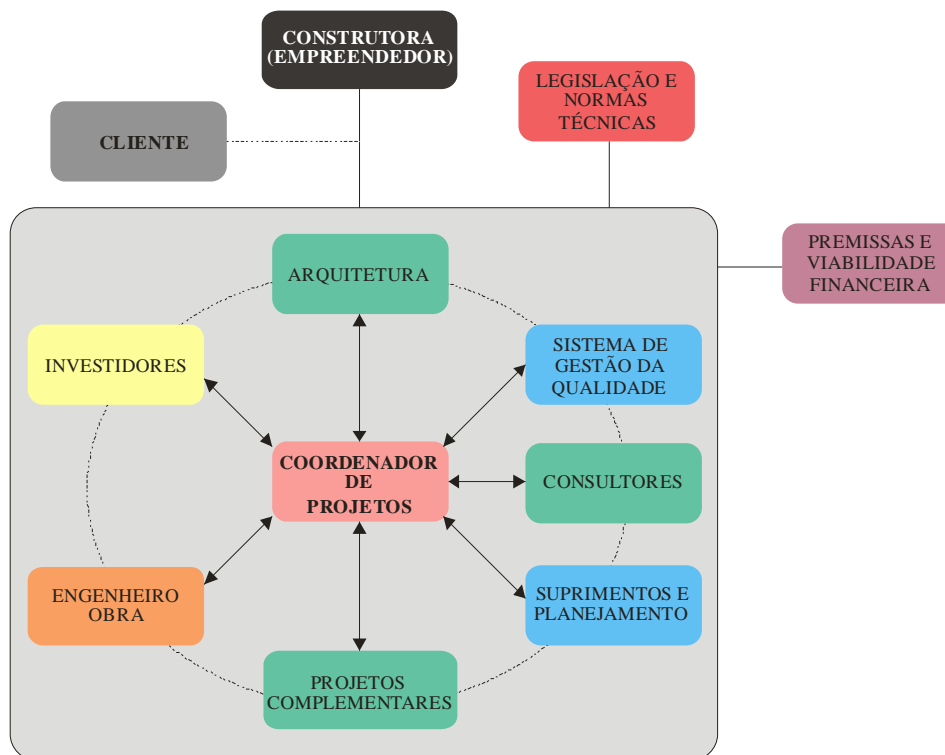 CONSTRUTORA
(EMPREENDEDOR)
LEGISLAÇÃO E
NORMAS
TÉCNICAS
CLIENTE
PREMISSAS E
VIABILIDADE
FINANCEIRA
ARQUITETURA
INVESTIDORES
SISTEMA DE
GESTÃO DA
QUALIDADE
COORDENADOR
DE
PROJETOS
CONSULTORES
ENGENHEIRO
OBRA
SUPRIMENTOS E
PLANEJAMENTO
PROJETOS
COMPLEMENTARES